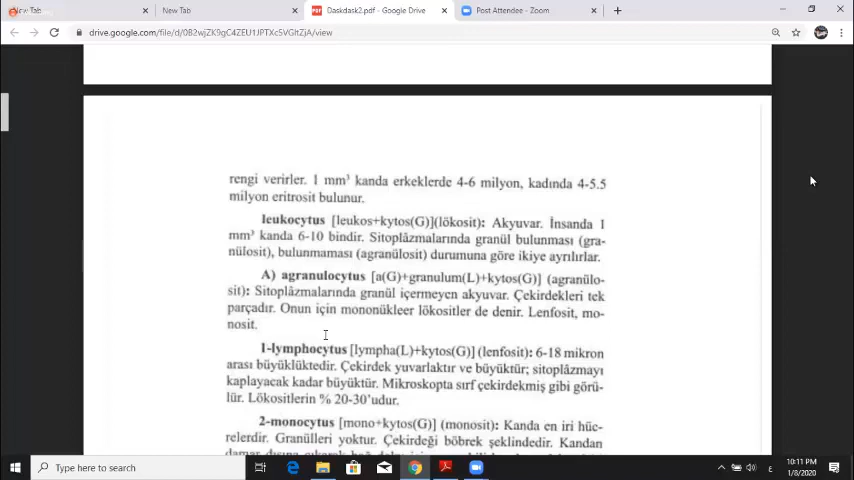 New Tab
New Tab
Daskdask2.pdf - Google Drive
Post Attendee - Zoom
drive.google.com/file/d/0B2wjZK9gC4ZEU1JPTXc5VGltZjA/view
rengi verirler. 1 mm³ kanda erkeklerde 4-6 milyon, kadında 4-5.5
milyon eritrosit bulunur.
leukocytus [leukos+kytos(G)](lökosit): Akyuvar. İnsanda 1
mm³ kanda 6-10 bindir. Sitoplâzmalarında granül bulunması (gra-
nülosit), bulunmaması (agranülosit) durumuna göre ikiye ayrılırlar.
A) agranulocytus [a(G)+granulum(L)+kytos(G)] (agranülo-
sit): Sitoplâzmalarında granül içermeyen akyuvar. Çekirdekleri tek
parçadır. Onun için mononükleer lökositler de denir. Lenfosit, mo-
nosit.
1-lymphocytus [lympha(L)+kytos(G)] (lenfosit): 6-18 mikron
arası büyüklüktedir. Çekirdek yuvarlaktır ve büyüktür; sitoplâzmayı
kaplayacak kadar büyüktür. Mikroskopta sırf çekirdekmiş gibi görü-
lür. Lökositlerin % 20-30'udur.
2-monocytus [mono+kytos(G)] (monosit): Kanda en iri hüc-
relerdir. Granülleri yoktur. Çekirdeği böbrek şeklindedir. Kandan
Type here to search
ع
10:11 PM
1/8/2020